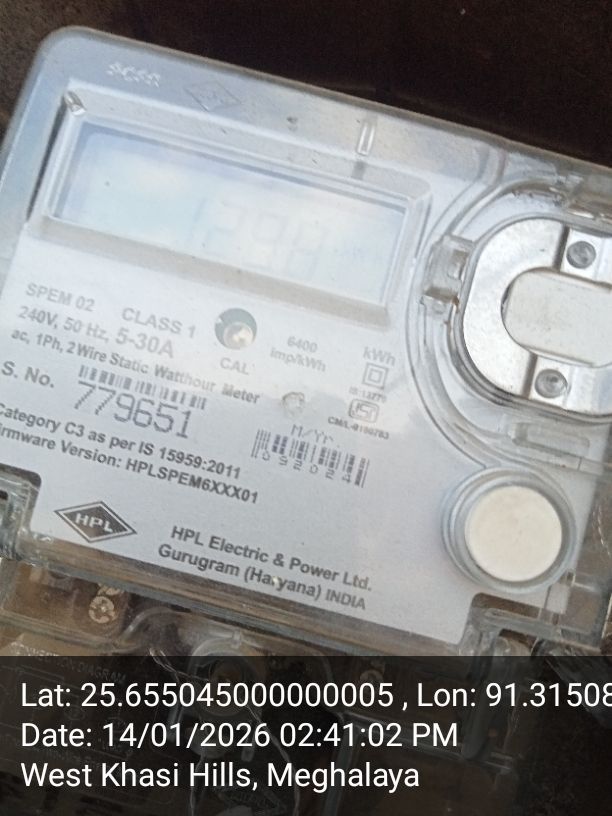 SPEM 02 CLASS 1
240V, 50 Hz, 5-30A
ac, 1Ph, 2 Wire Static Watthour Meter
CAL
6400
imp/kWh
kWh
IS:13779
S. No.
779651
M/Yr.
Category C3 as per IS 15959:2011
Firmware Version: HPLSPEM6XXX01
HPL
HPL Electric & Power Ltd.
Gurugram (Haryana) INDIA
Lat: 25.655045000000005 , Lon: 91.31508
Date: 14/01/2026 02:41:02 PM
West Khasi Hills, Meghalaya